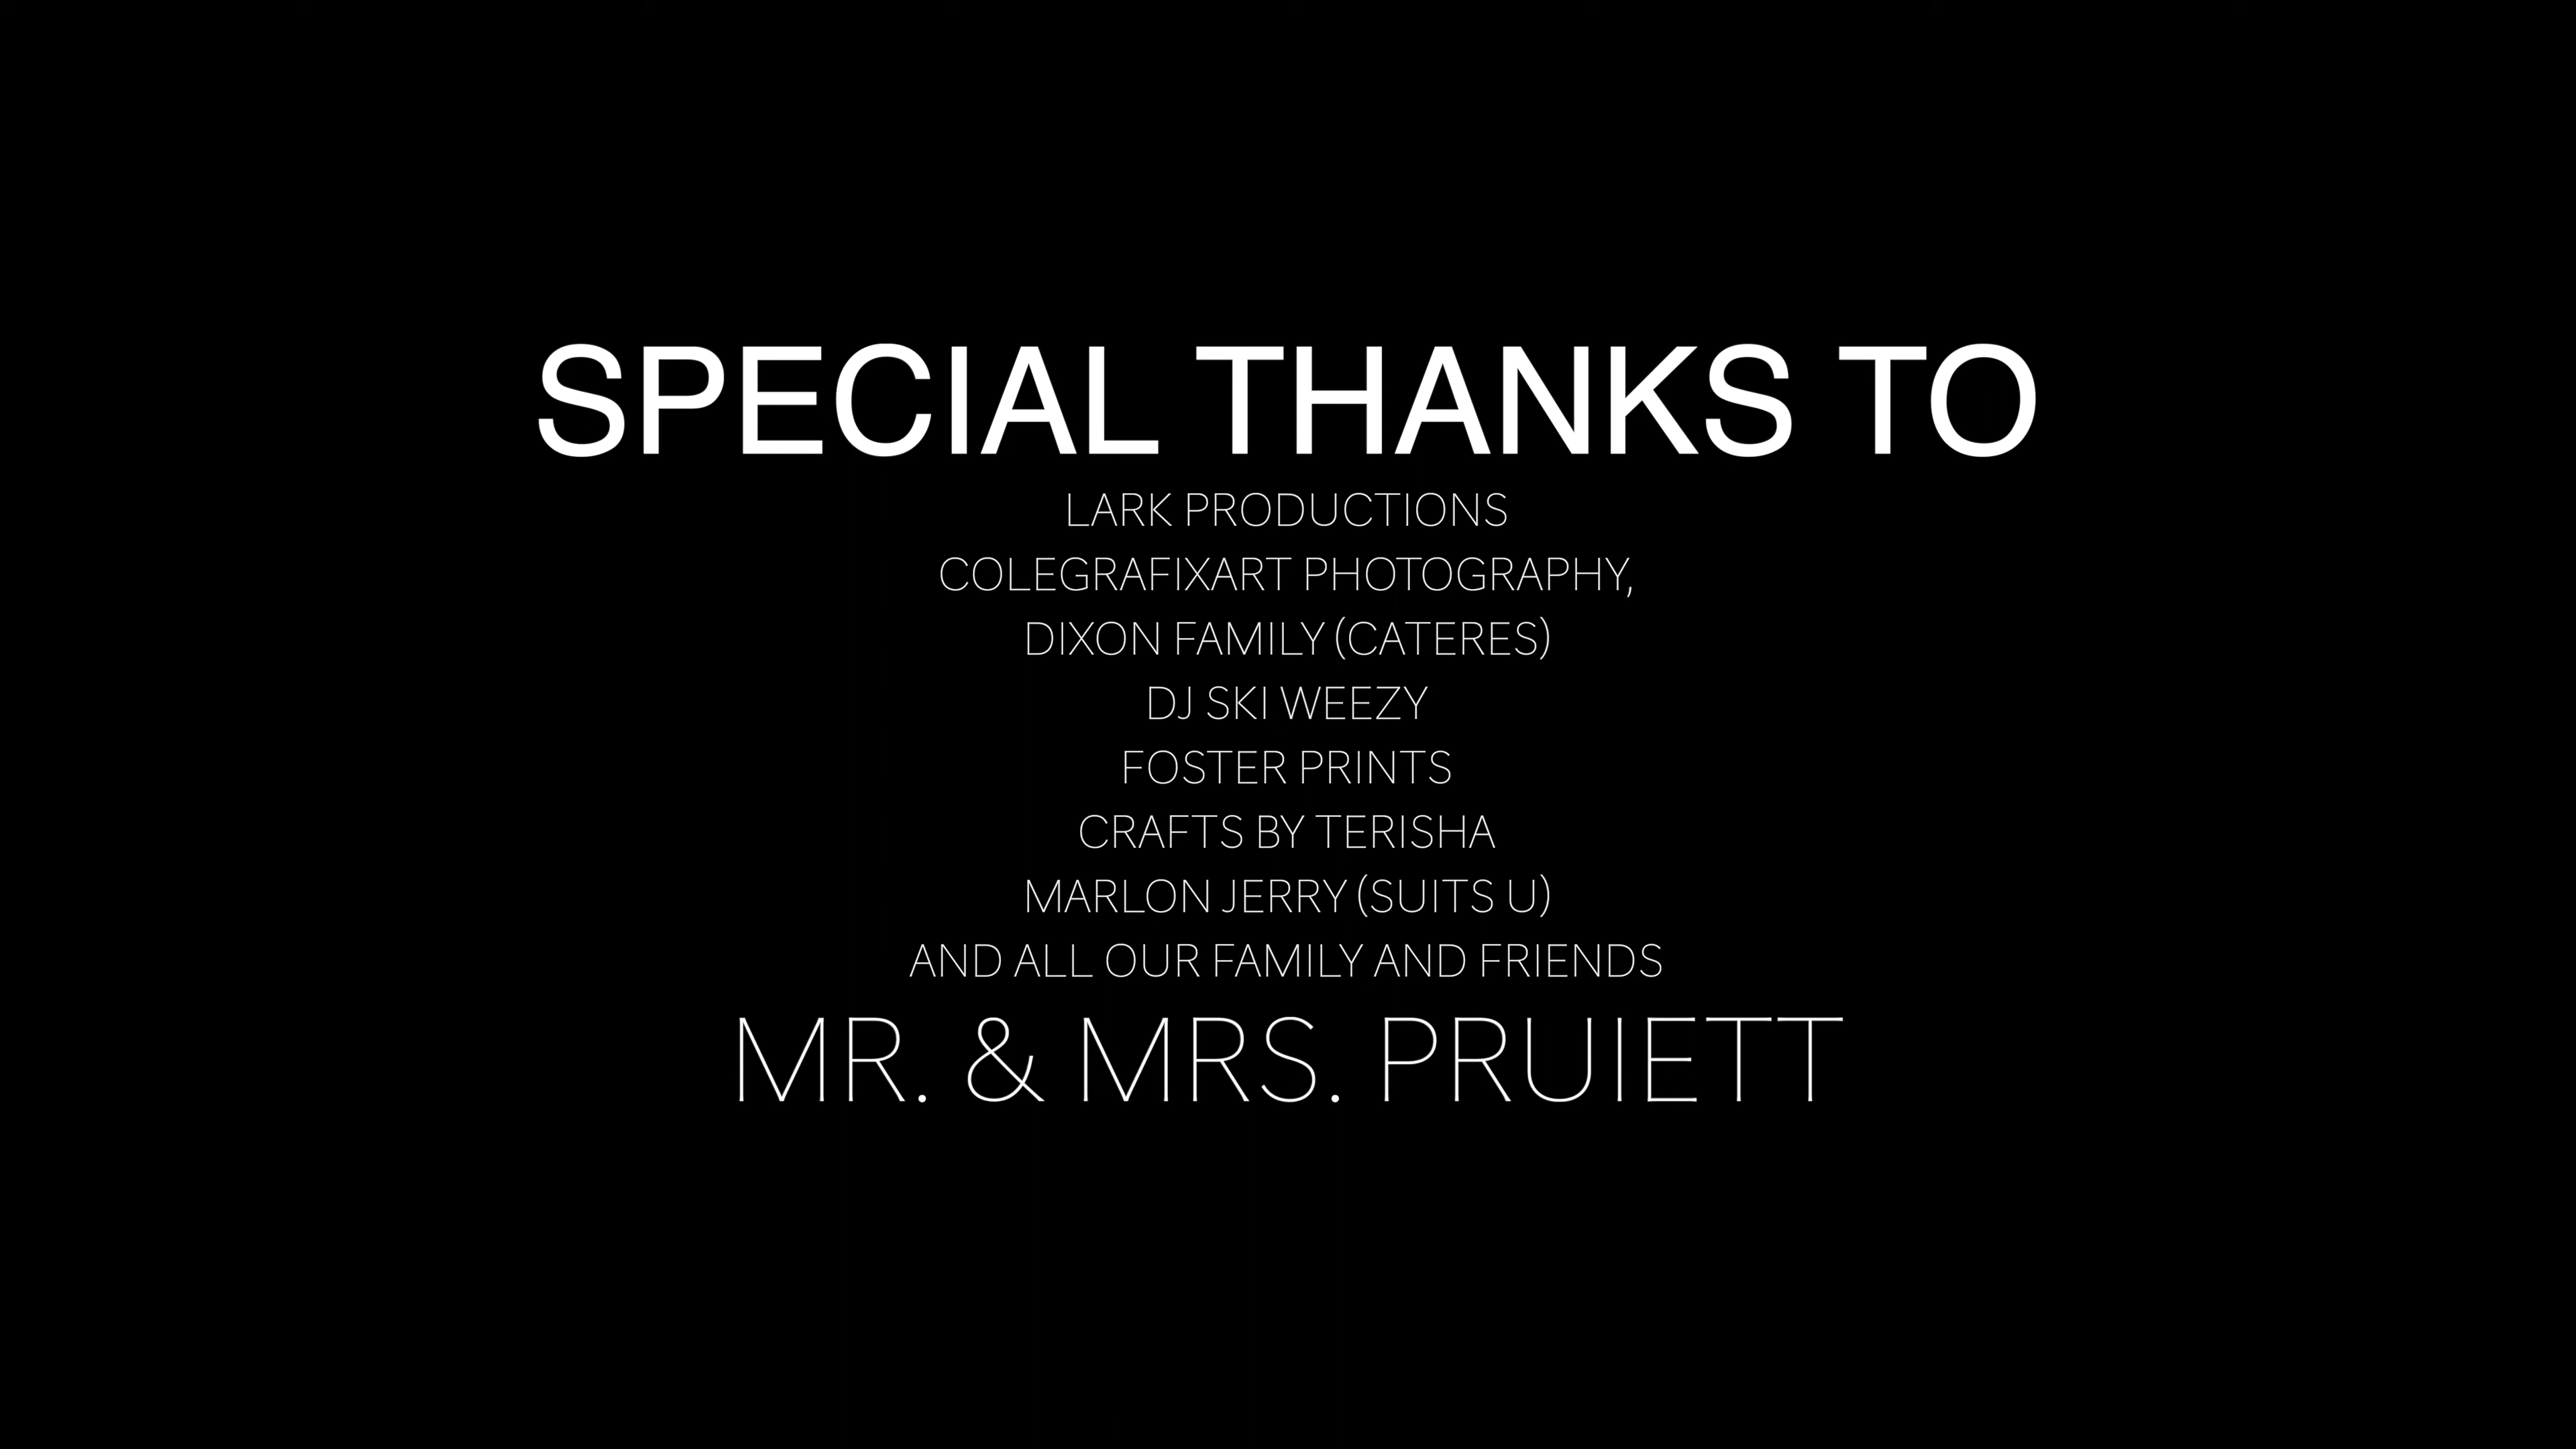 SPECIAL THANKS TO
LARK PRODUCTIONS
COLEGRAFIXART PHOTOGRAPHY,
DIXON FAMILY (CATERES)
DJ SKI WEEZY
FOSTER PRINTS
CRAFTS BY TERISHA
MARLON JERRY (SUITS U)
AND ALL OUR FAMILY AND FRIENDS
MR. & MRS. PRUIETT